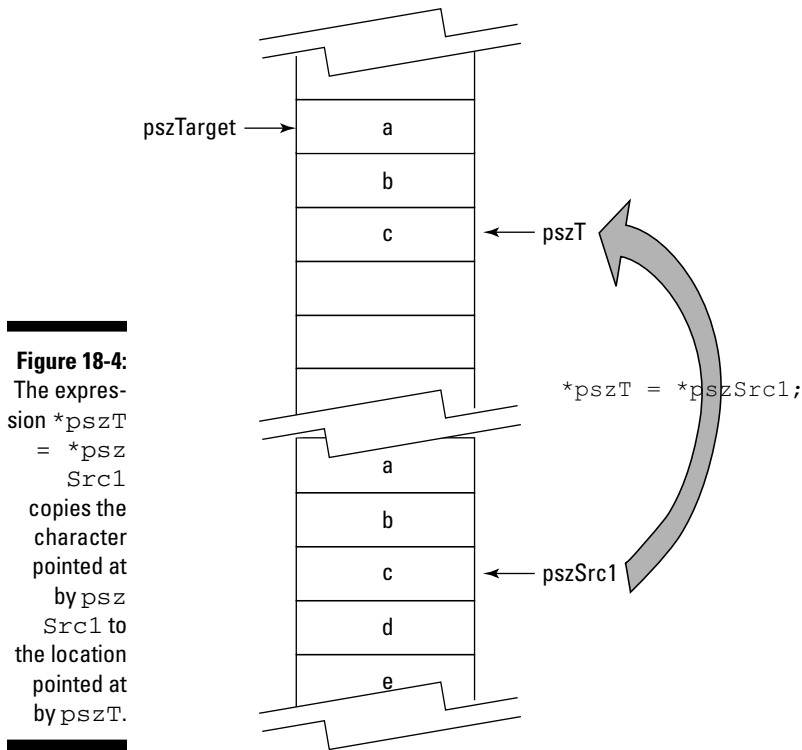 pszTarget
a
b
c
pszT
*pszT = *pszSrc1;
a
b
c
pszSrc1
d
e
Figure 18-4:
The expres-
sion *pszT
= *psz
Src1
copies the
character
pointed at
by psz
Src1 to
the location
pointed at
by pszT.